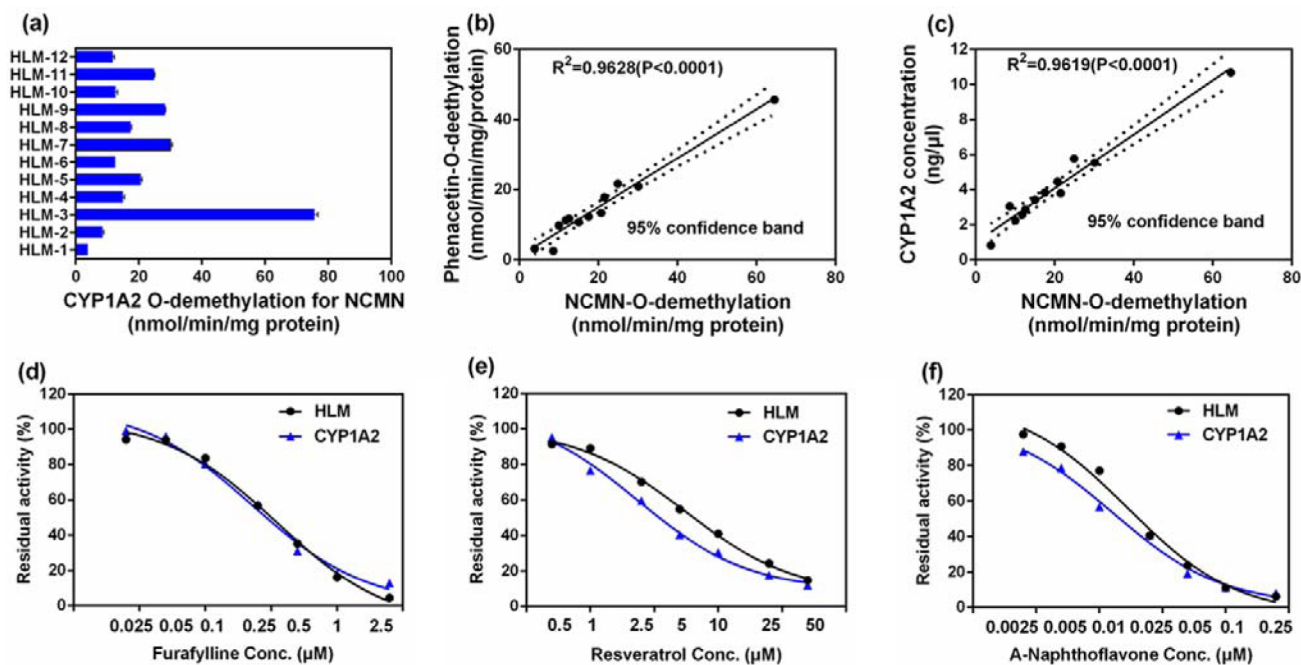 (a)
HLM-12
HLM-11
HLM-10
HLM-9
HLM-8
HLM-7
HLM-6
HLM-5
HLM-4
HLM-3
HLM-2
HLM-1
0 20 40 60 80 100
CYP1A2 O-demethylation for NCMN
(nmol/min/mg protein)
(b)
Phenacetin-O-deethylation
(nmol/min/mg/protein)
60
40
20
0
R²=0.9628(P<0.0001)
95% confidence band
0 20 40 60 80
NCMN-O-demethylation
(nmol/min/mg protein)
(c)
CYP1A2 concentration
(ng/µl)
12
10
8
6
4
2
0
R²=0.9619(P<0.0001)
95% confidence band
0 20 40 60 80
NCMN-O-demethylation
(nmol/min/mg protein)
(d)
Residual activity (%)
120
100
80
60
40
20
0
HLM
CYP1A2
0.025 0.05 0.1 0.25 0.5 1 2.5
Furafylline Conc. (µM)
(e)
Residual activity (%)
120
100
80
60
40
20
0
HLM
CYP1A2
0.5 1 2.5 5 10 25 50
Resveratrol Conc. (µM)
(f)
Residual activity (%)
120
100
80
60
40
20
0
HLM
CYP1A2
0.0025 0.005 0.01 0.025 0.05 0.1 0.25
A-Naphthoflavone Conc. (µM)